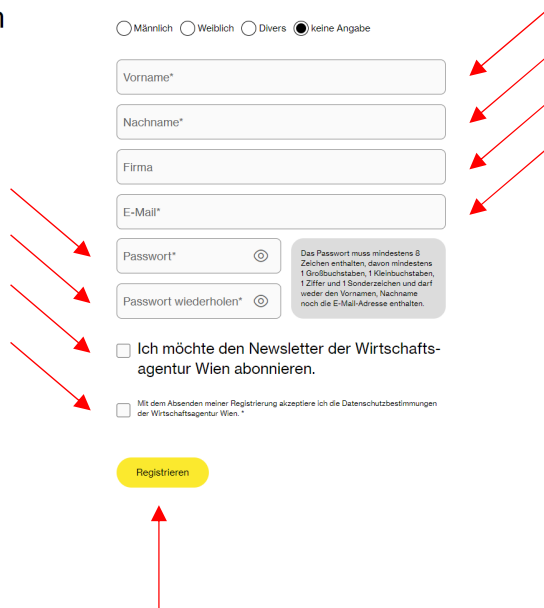 Männlich Weiblich Divers keine Angabe
Vorname*
Nachname*
Firma
E-Mail*
Passwort*
Passwort wiederholen*
Das Passwort muss mindestens 8
Zeichen enthalten, davon mindestens
1 Großbuchstaben, 1 Kleinbuchstaben,
1 Ziffer und 1 Sonderzeichen und darf
weder den Vornamen, Nachname
noch die E-Mail-Adresse enthalten.
Ich möchte den Newsletter der Wirtschafts-
agentur Wien abonnieren.
Mit dem Absenden meiner Registrierung akzeptiere ich die Datenschutzbestimmungen
der Wirtschaftsagentur Wien. *
Registrieren